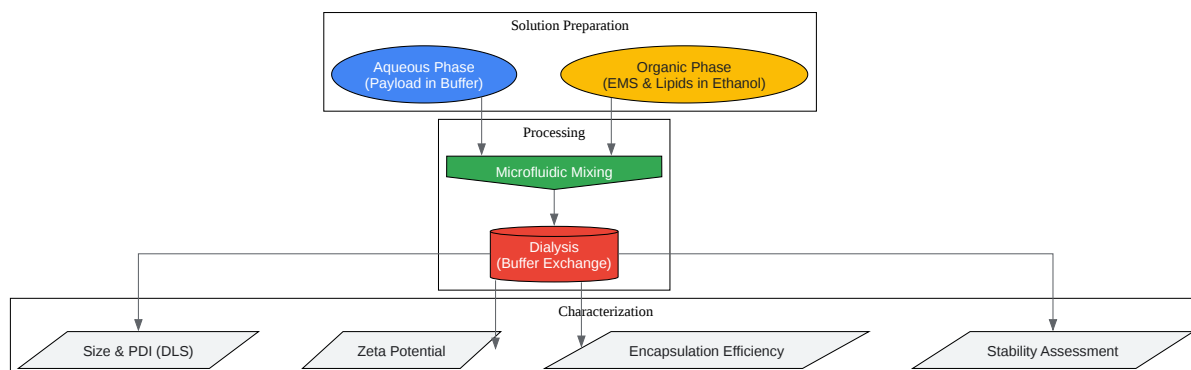 Solution Preparation
Aqueous Phase
(Payload in Buffer)
Organic Phase
(EMS & Lipids in Ethanol)
Processing
Microfluidic Mixing
Dialysis
(Buffer Exchange)
Characterization
Size & PDI (DLS)
Zeta Potential
Encapsulation Efficiency
Stability Assessment